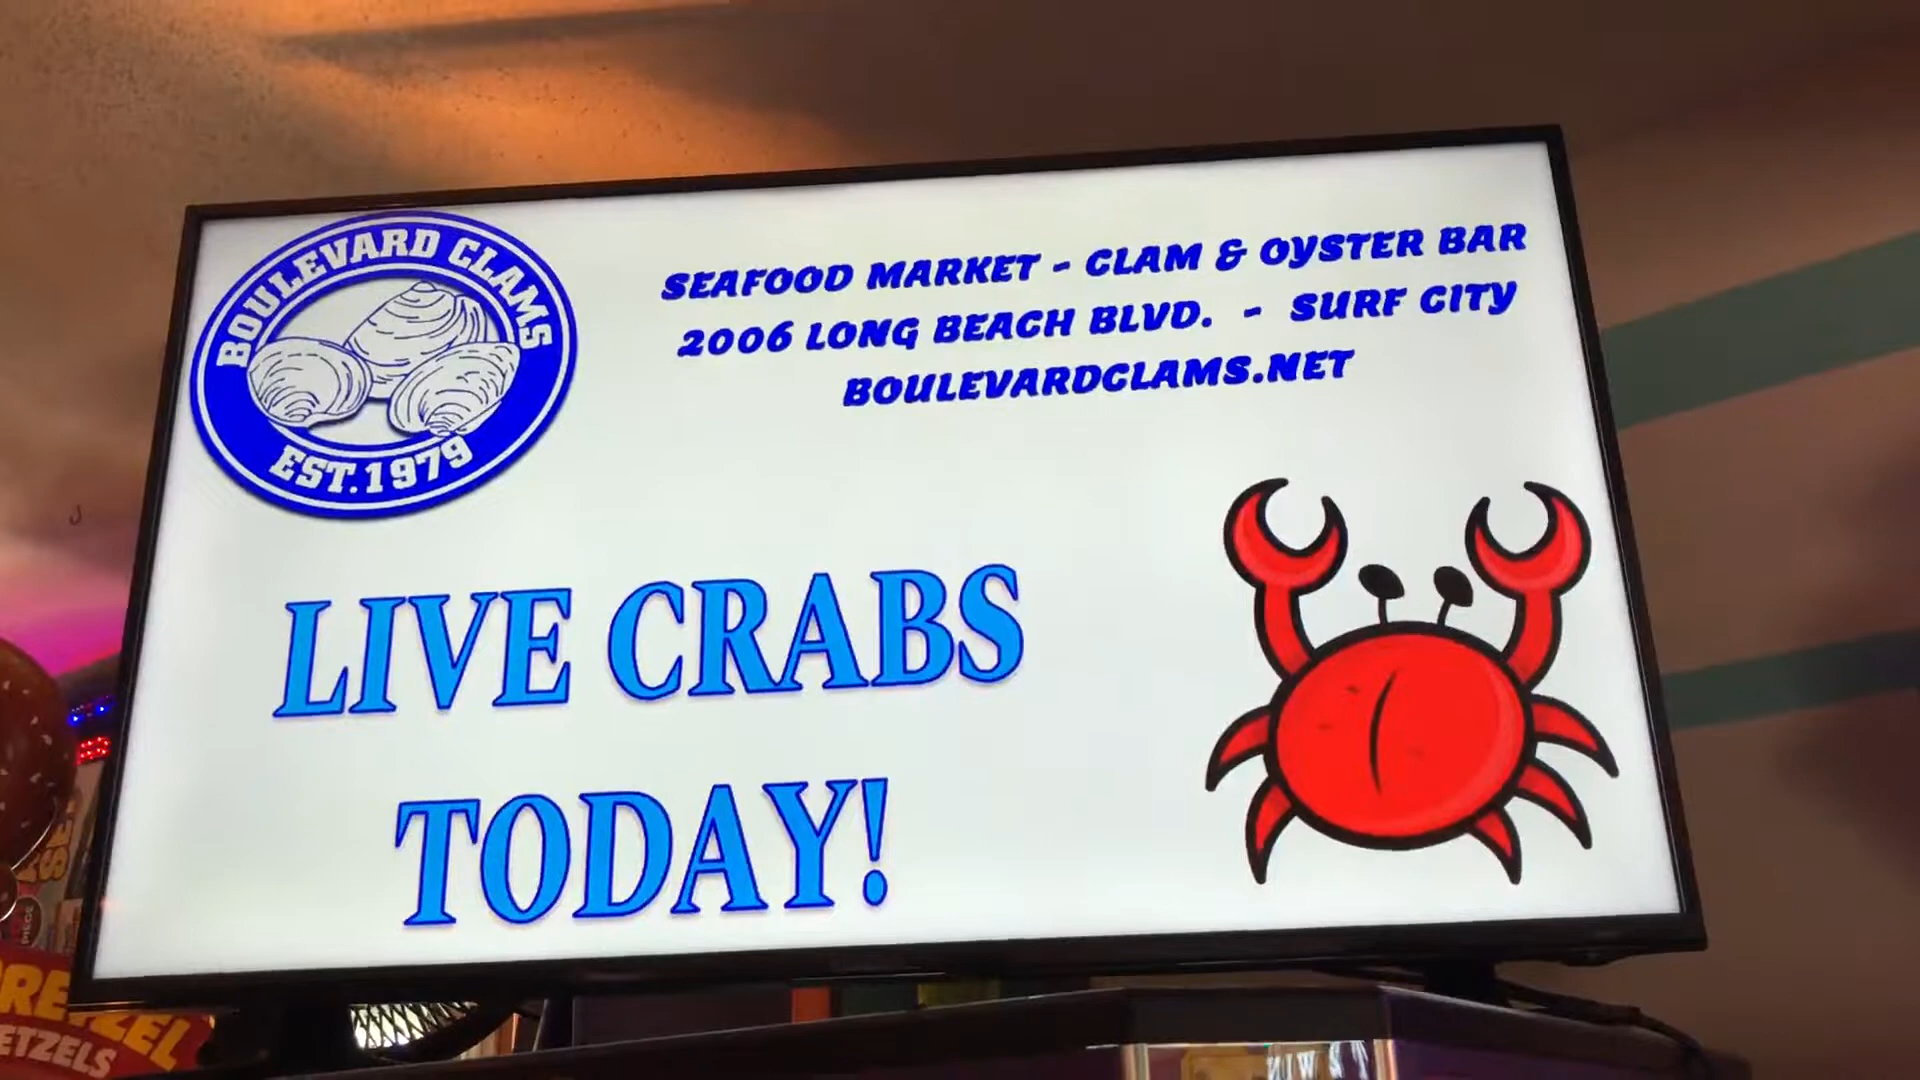 BOULEVARD CLAMS
EST.1979
SEAFOOD MARKET - CLAM & OYSTER BAR
2006 LONG BEACH BLVD. - SURF CITY
BOULEVARDCLAMS.NET
LIVE CRABS
TODAY!